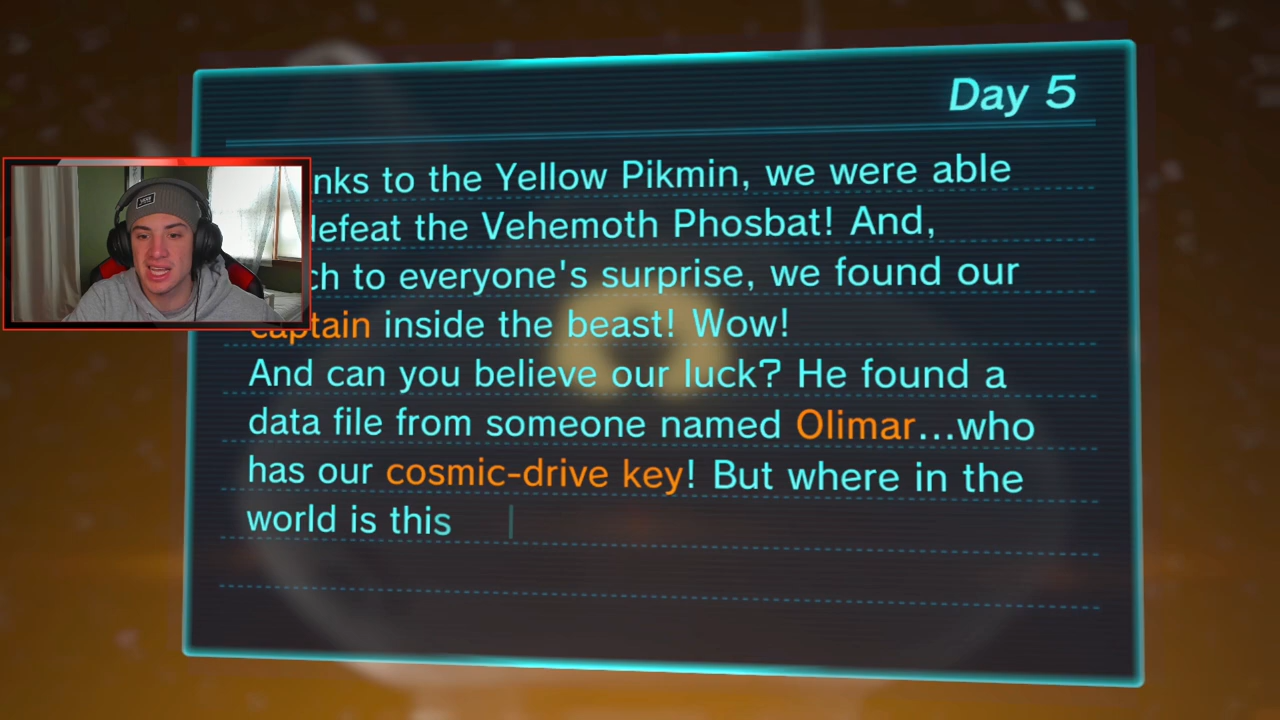 Day 5
nks to the Yellow Pikmin, we were able
defeat the Vehemoth Phosbat! And,
ch to everyone's surprise, we found our
captain inside the beast! Wow!
And can you believe our luck? He found a
data file from someone named Olimar...who
has our cosmic-drive key! But where in the
world is this